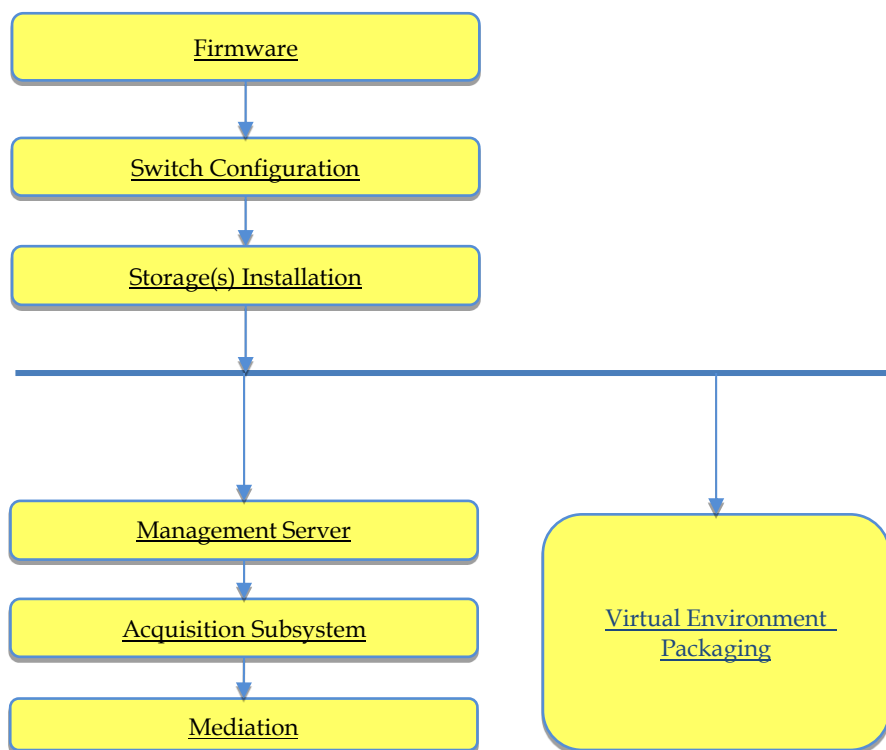 Firmware
Switch Configuration
Storage(s) Installation
Management Server
Acquisition Subsystem
Mediation
Virtual Environment
Packaging